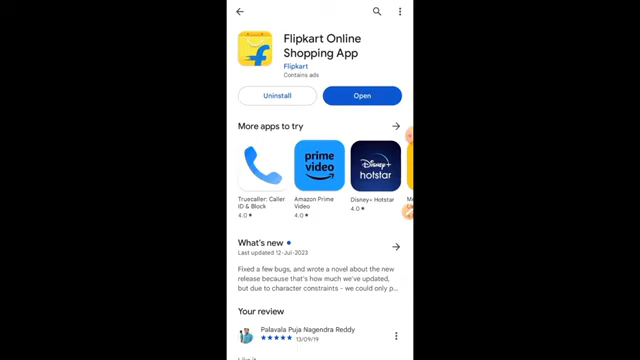 Flipkart Online
Shopping App
Flipkart
Contains ads
Uninstall
Open
More apps to try
prime
video
Disney+
hotstar
Truecaller: Caller
ID & Block
4.0★
Amazon Prime
Video
4.0★
Disney+ Hotstar
4.0★
What's new
Last updated 12-Jul-2023
Fixed a few bugs, and wrote a novel about the new
release because that's how much we've updated,
but due to character constraints – we could only p...
Your review
Palavala Puja Nagendra Reddy
★★★★★ 13/09/19